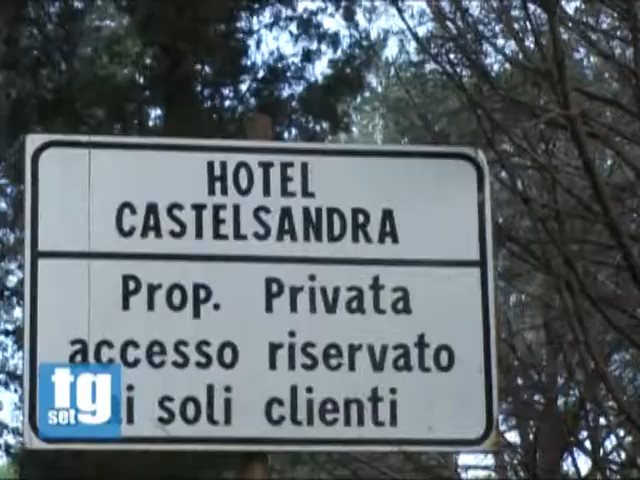 HOTEL
CASTELSANDRA
Prop. Privata
accesso riservato
soli clienti
tg
set